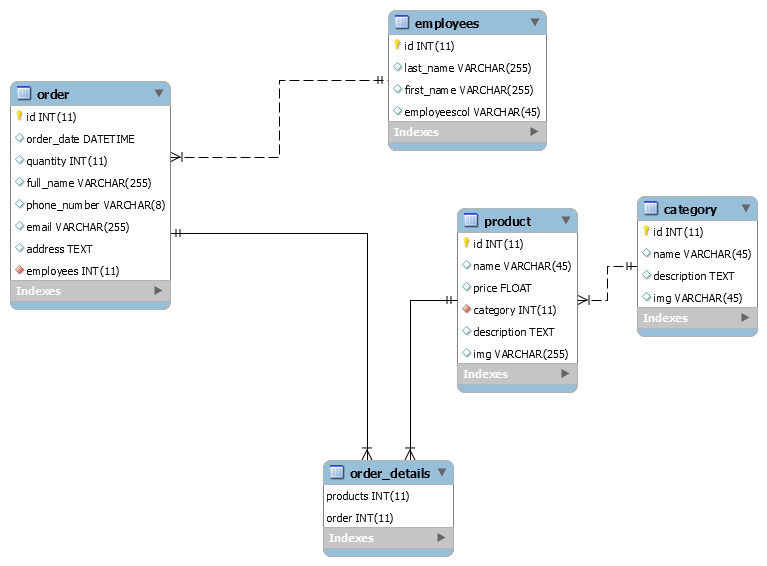 employees
id INT(11)
last_name VARCHAR(255)
first_name VARCHAR(255)
employeescol VARCHAR(45)
Indexes
order
id INT(11)
order_date DATETIME
quantity INT(11)
full_name VARCHAR(255)
phone_number VARCHAR(8)
email VARCHAR(255)
address TEXT
employees INT(11)
Indexes
product
id INT(11)
name VARCHAR(45)
price FLOAT
category INT(11)
description TEXT
img VARCHAR(255)
Indexes
category
id INT(11)
name VARCHAR(45)
description TEXT
img VARCHAR(45)
Indexes
order_details
products INT(11)
order INT(11)
Indexes